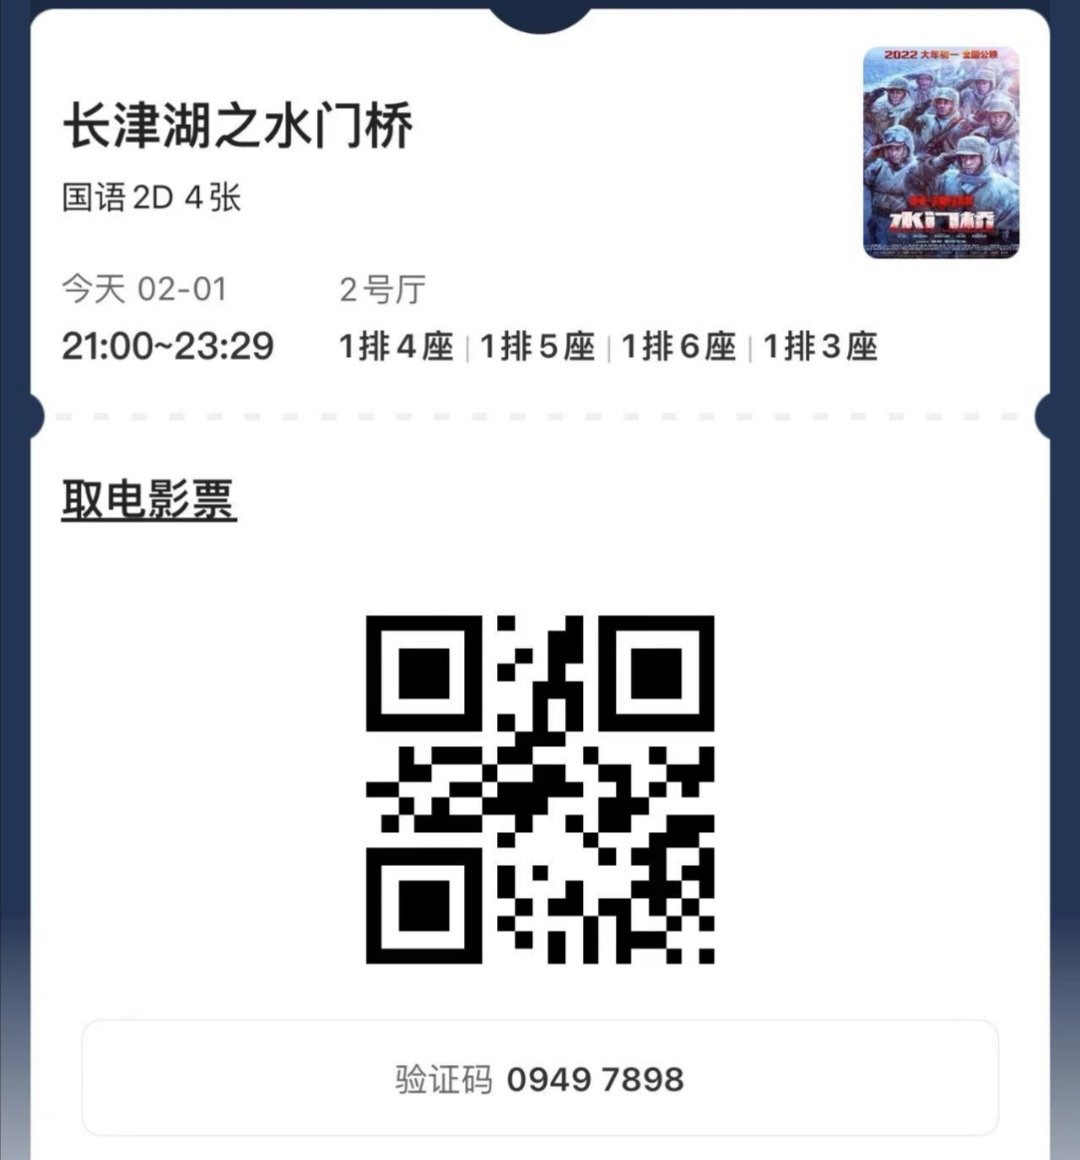 2022 大年初一 全国公映
长津湖之水门桥
国语 2D 4 张
长津湖
水门桥
今天 02-01 2 号厅
21:00~23:29 1排4座 | 1排5座 | 1排6座 | 1排3座
取电影票
验证码 0949 7898